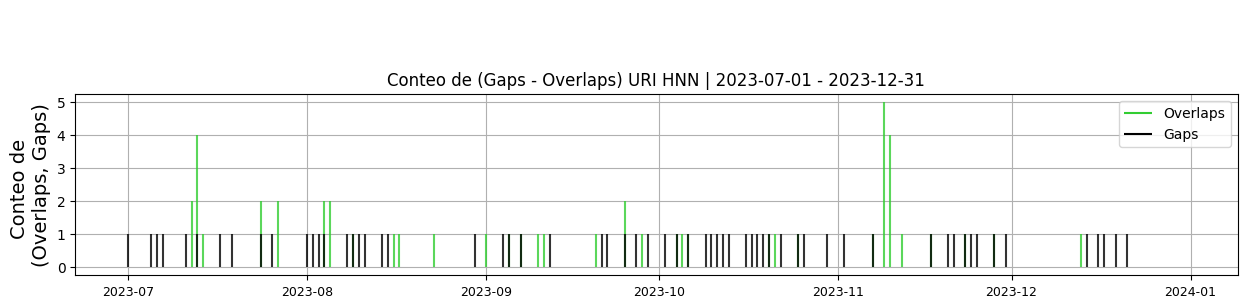 Conteo de (Gaps - Overlaps) URI HNN | 2023-07-01 - 2023-12-31
Conteo de
(Overlaps, Gaps)
5
4
3
2
1
0
Overlaps
Gaps
2023-07
2023-08
2023-09
2023-10
2023-11
2023-12
2024-01